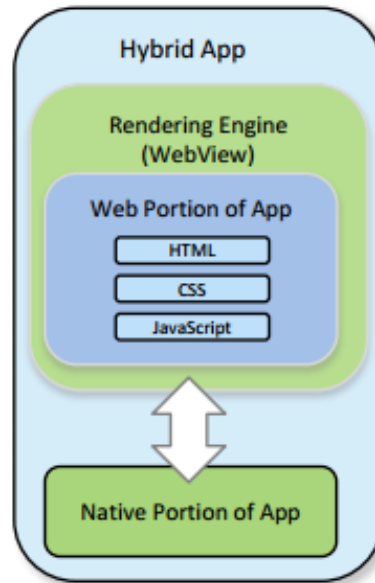 Hybrid App
Rendering Engine
(WebView)
Web Portion of App
HTML
CSS
JavaScript
Native Portion of App